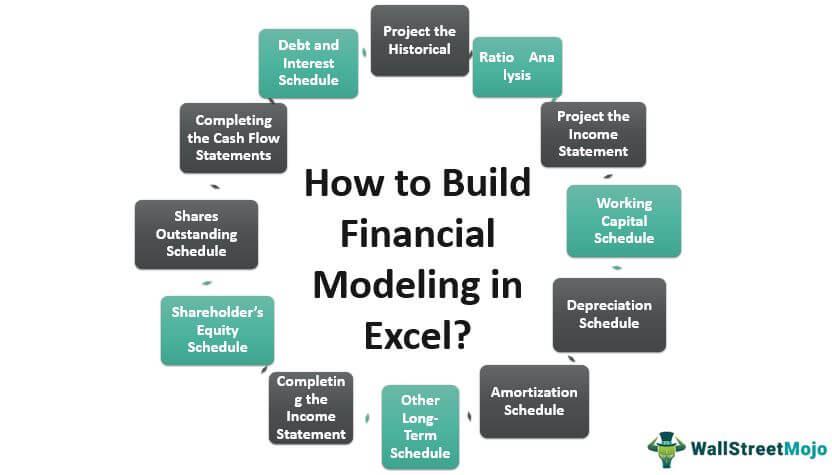 Project the
Historical
Ratio Ana
lysis
Project the
Income
Statement
Working
Capital
Schedule
Depreciation
Schedule
Amortization
Schedule
Other
Long-
Term
Schedule
Completin
g the
Income
Statement
Shareholder's
Equity
Schedule
Shares
Outstanding
Schedule
Completing
the Cash Flow
Statements
Debt and
Interest
Schedule
How to Build
Financial
Modeling in
Excel?
WallStreetMojo